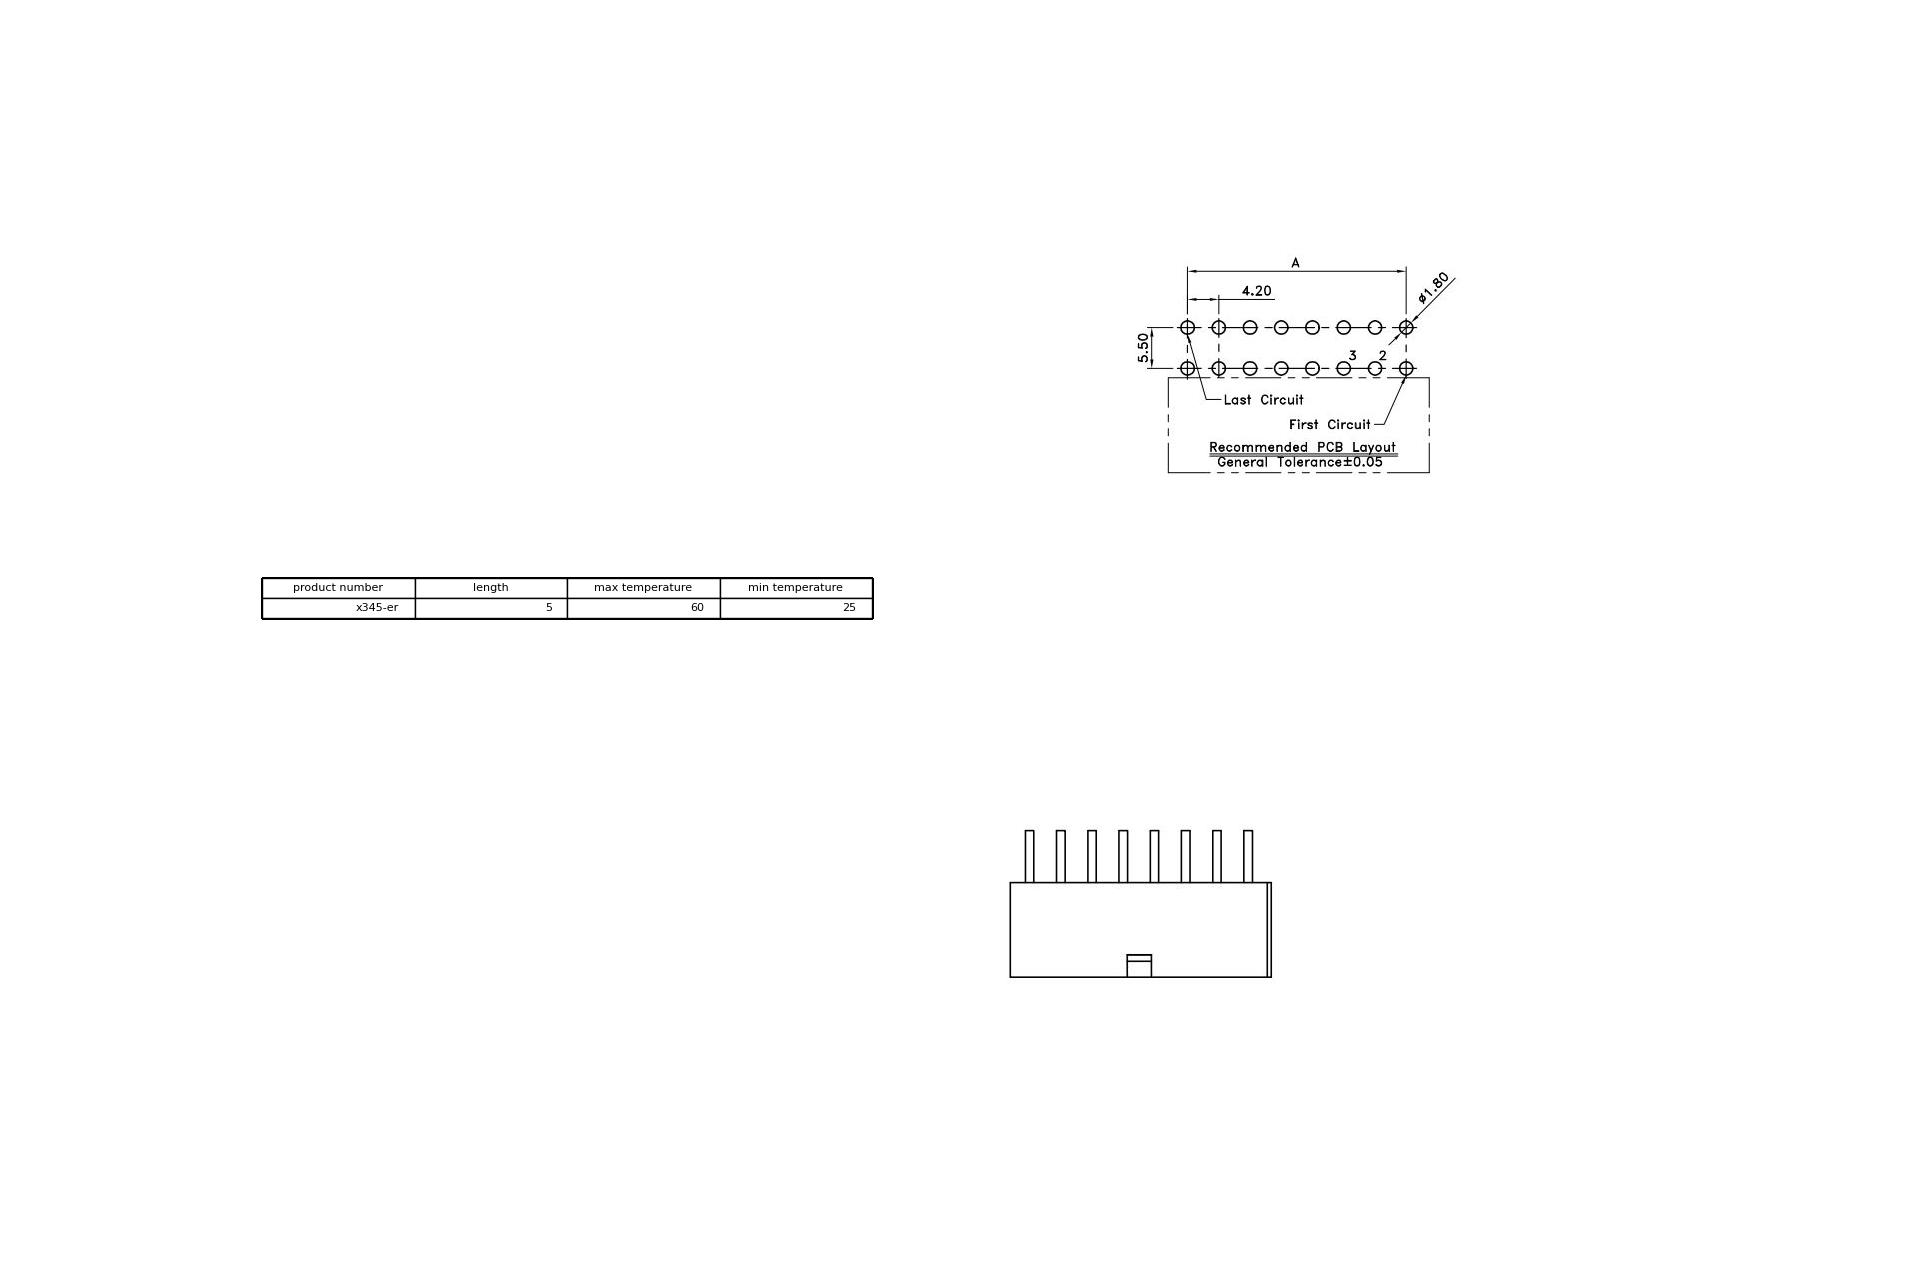 A
4.20
ø1.80
5.50
3 2
Last Circuit
First Circuit
Recommended PCB Layout
General Tolerance±0.05
product number length max temperature min temperature
x345-er 5 60 25